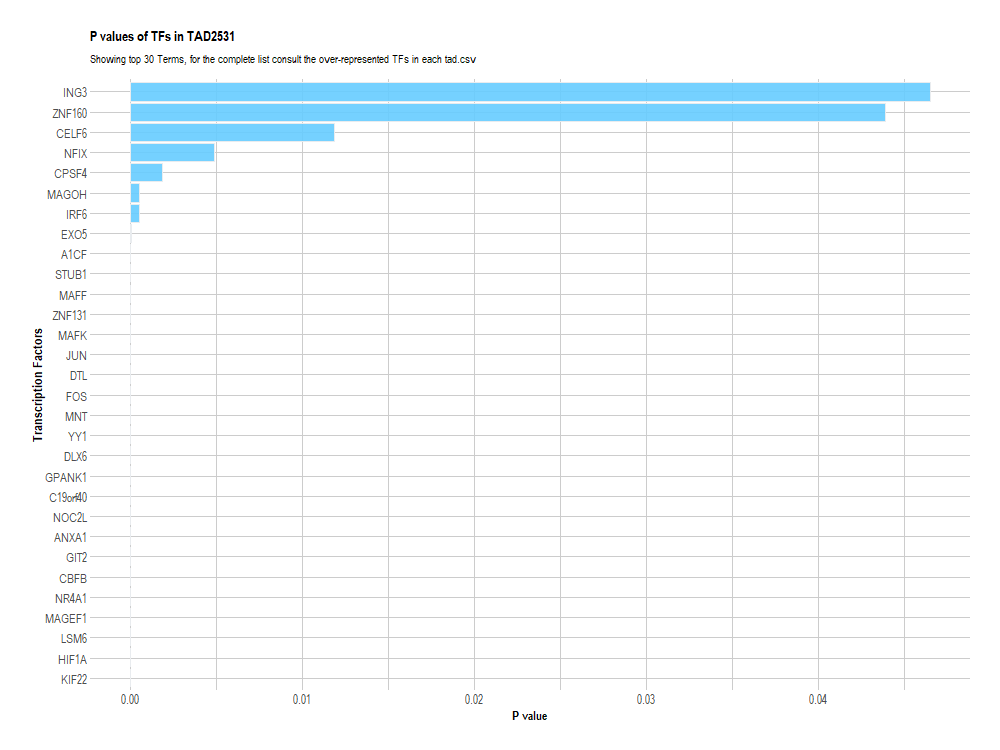 P values of TFs in TAD2531
Showing top 30 Terms, for the complete list consult the over-represented TFs in each tad.csv
Transcription Factors
ING3
ZNF160
CELF6
NFIX
CPSF4
MAGOH
IRF6
EXO5
A1CF
STUB1
MAFF
ZNF131
MAFK
JUN
DTL
FOS
MNT
YY1
DLX6
GPANK1
C19orf40
NOC2L
ANXA1
GIT2
CBFB
NR4A1
MAGEF1
LSM6
HIF1A
KIF22
0.00 0.01 0.02 0.03 0.04
P value